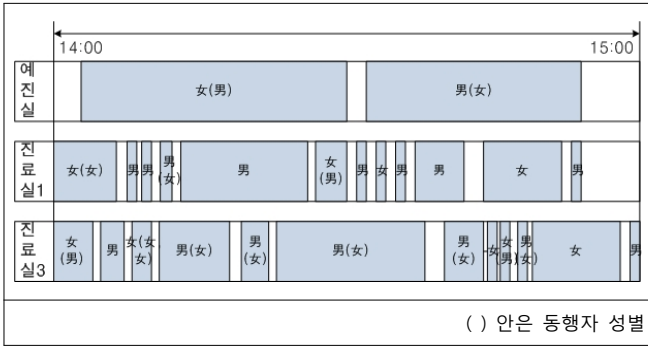 14:00 15:00
예진실 女(男) 男(女)
진료실1 女(女) 男 男 男(女) 男 女(男) 男 女 男 男 女 男
진료실3 女(男) 男 女(女,女) 男(女) 男(女) 男(女) 男(女) 女 女(男) 男(女) 女 男
( ) 안은 동행자 성별